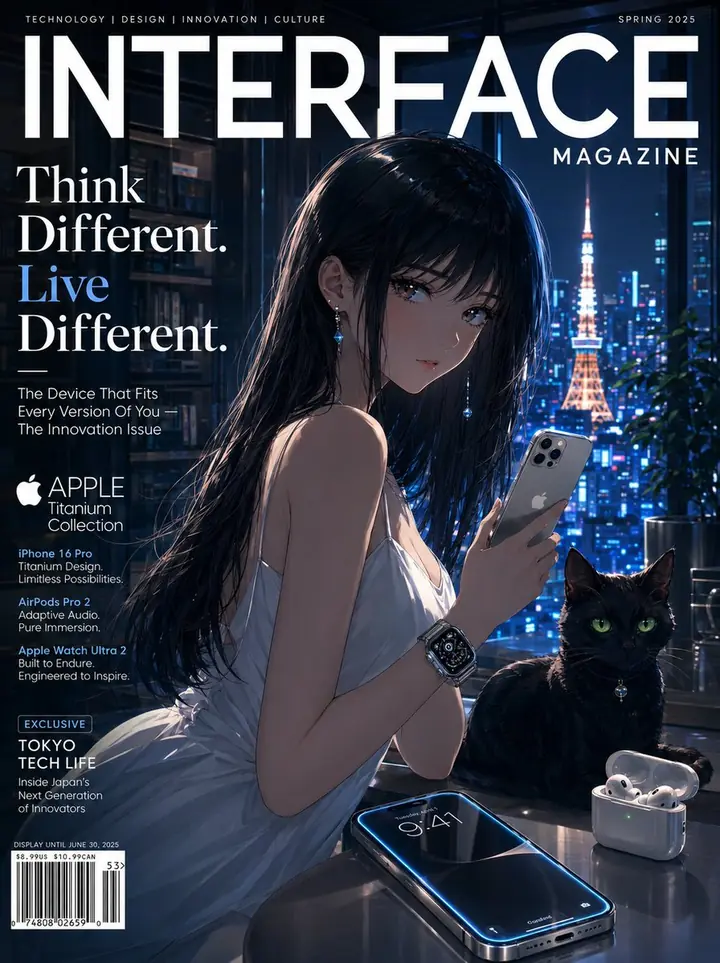 TECHNOLOGY | DESIGN | INNOVATION | CULTURE
SPRING 2025
INTERFACE
MAGAZINE
Think
Different.
Live
Different.
The Device That Fits
Every Version Of You —
The Innovation Issue
APPLE
Titanium
Collection
iPhone 16 Pro
Titanium Design.
Limitless Possibilities.
AirPods Pro 2
Adaptive Audio.
Pure Immersion.
Apple Watch Ultra 2
Built to Endure.
Engineered to Inspire.
EXCLUSIVE
TOKYO
TECH LIFE
Inside Japan's
Next Generation
of Innovators
DISPLAY UNTIL JUNE 30, 2025
$8.99US $10.99CAN
53>
0 74808 02659 0
9:41